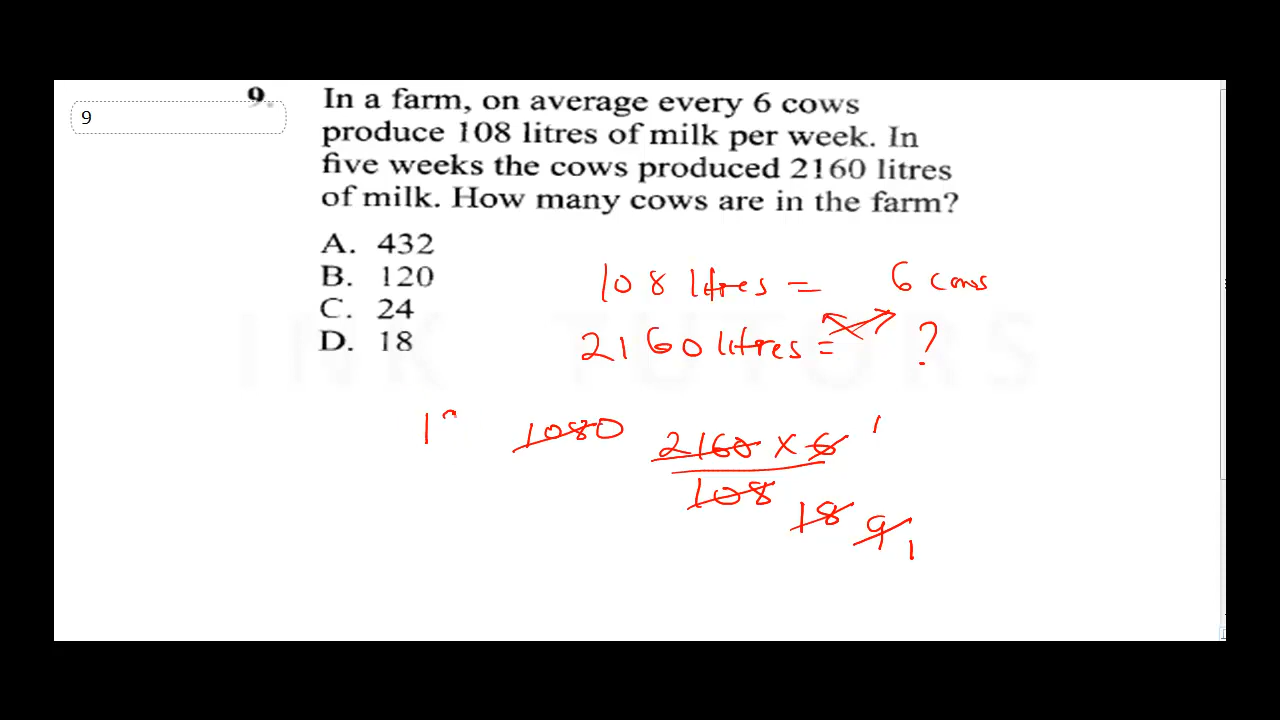 9
9.
In a farm, on average every 6 cows
produce 108 litres of milk per week. In
five weeks the cows produced 2160 litres
of milk. How many cows are in the farm?
A. 432
B. 120
C. 24
D. 18
108 litres = 6 cows
2160 litres = ?
INK TUTORS
1080 2160 x 6 1
108
18 9 1